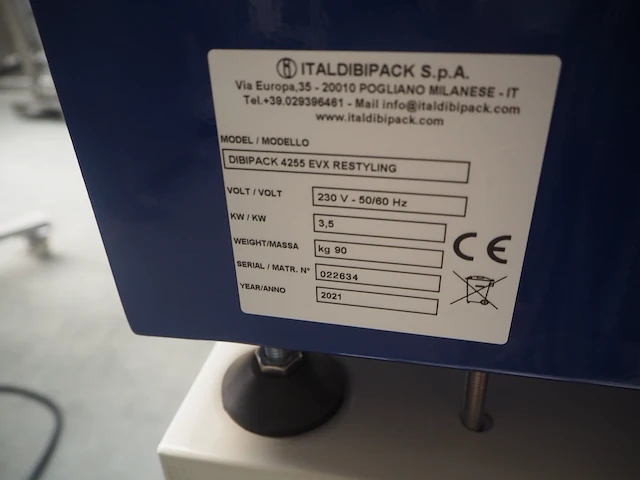 ITALDIBIPACK S.p.A.
Via Europa,35 - 20010 POGLIANO MILANESE - IT
Tel.+39.029396461 - Mail info@italdibipack.com
www.italdibipack.com
MODEL / MODELLO
DIBIPACK 4255 EVX RESTYLING
VOLT / VOLT
230 V - 50/60 Hz
KW / KW
3,5
WEIGHT/MASSA
kg 90
SERIAL / MATR. N°
022634
YEAR/ANNO
2021
CE